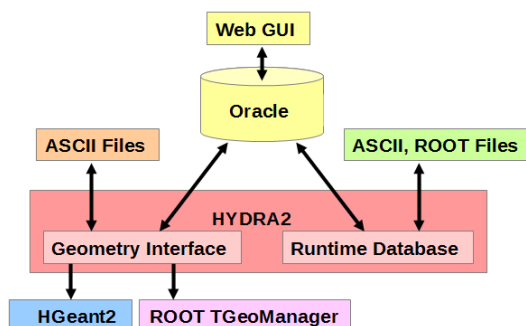 Web GUI
Oracle
ASCII Files
ASCII, ROOT Files
HYDRA2
Geometry Interface
Runtime Database
HGeant2
ROOT TGeoManager